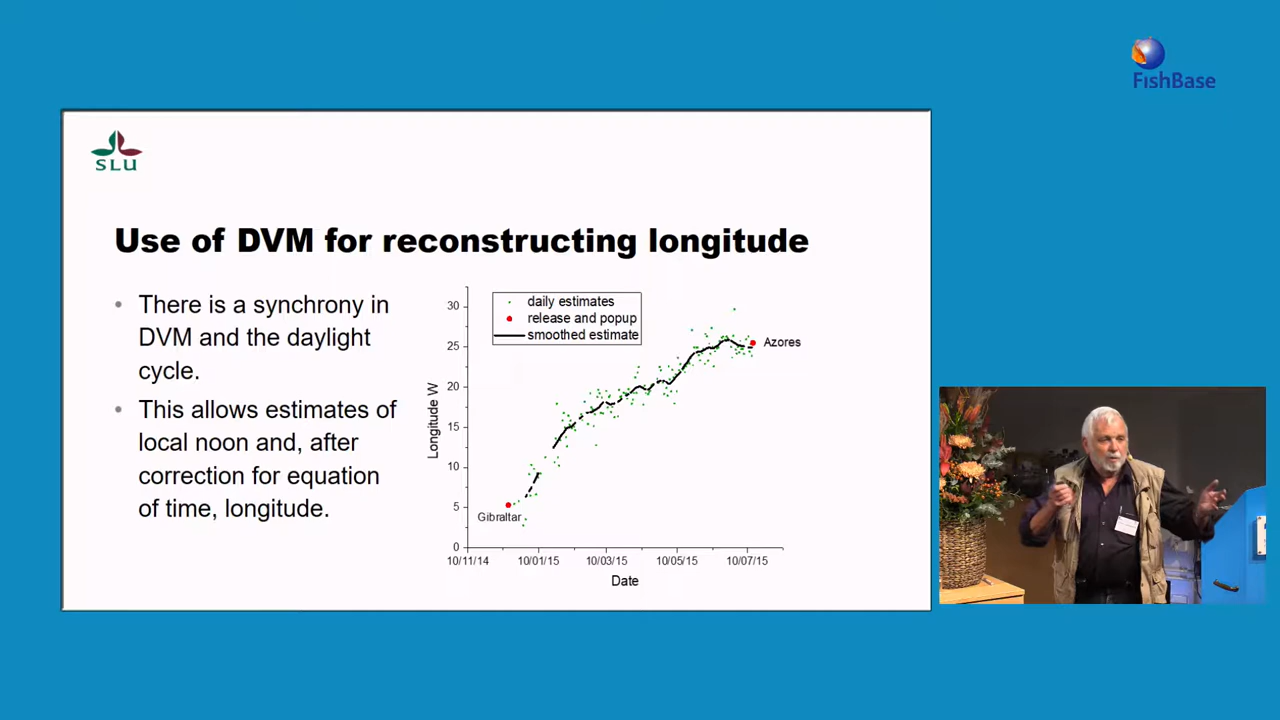 FishBase
SLU
Use of DVM for reconstructing longitude
• There is a synchrony in
DVM and the daylight
cycle.
• This allows estimates of
local noon and, after
correction for equation
of time, longitude.
daily estimates
release and popup
smoothed estimate
30
25
20
15
10
5
0
Longitude W
Azores
Gibraltar
10/11/14 10/01/15 10/03/15 10/05/15 10/07/15
Date